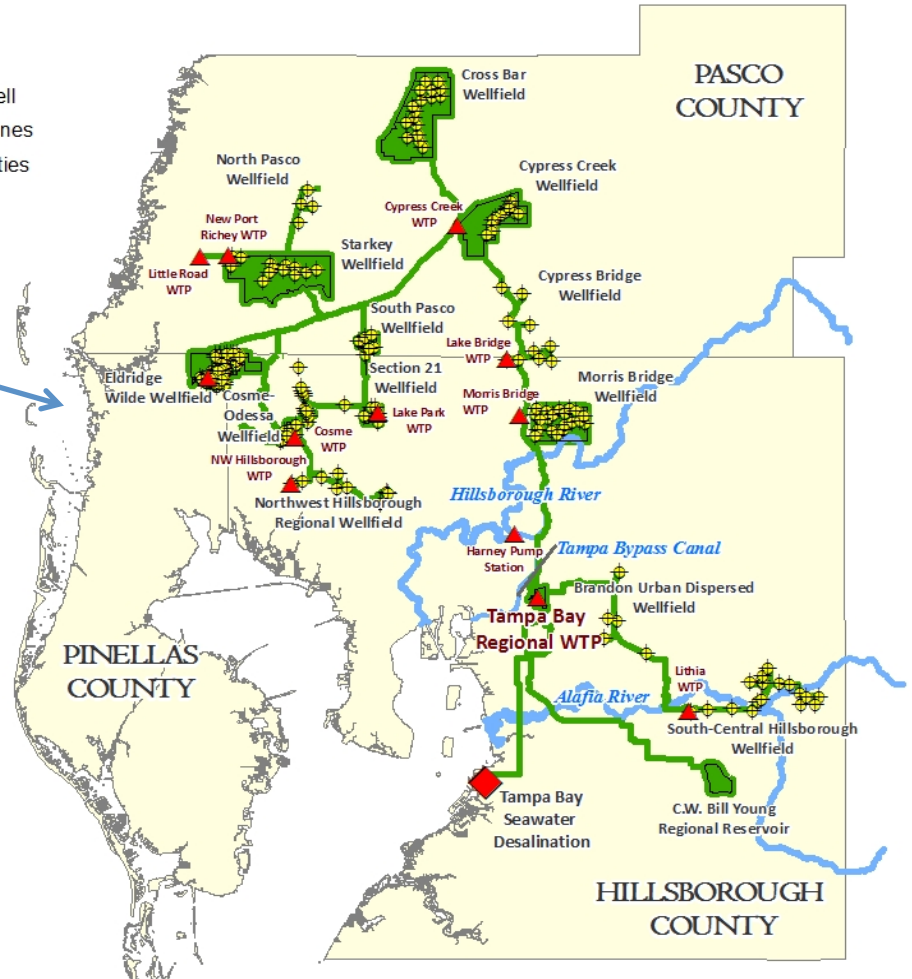 ell
nes
ties
PASCO
COUNTY
Cross Bar
Wellfield
North Pasco
Wellfield
Cypress Creek
Wellfield
Cypress Creek
WTP
New Port
Richey WTP
Starkey
Wellfield
Little Road
WTP
Cypress Bridge
Wellfield
South Pasco
Wellfield
Lake Bridge
WTP
Eldridge
Wilde Wellfield
Section 21
Wellfield
Morris Bridge
Wellfield
Morris Bridge
WTP
Cosme-
Odessa
Wellfield
Lake Park
WTP
Cosme
WTP
NW Hillsborough
WTP
Northwest Hillsborough
Regional Wellfield
Hillsborough River
Harney Pump
Station
Tampa Bypass Canal
Brandon Urban Dispersed
Wellfield
Tampa Bay
Regional WTP
PINELLAS
COUNTY
Lithia
WTP
Alafia River
South-Central Hillsborough
Wellfield
Tampa Bay
Seawater
Desalination
C.W. Bill Young
Regional Reservoir
HILLSBOROUGH
COUNTY